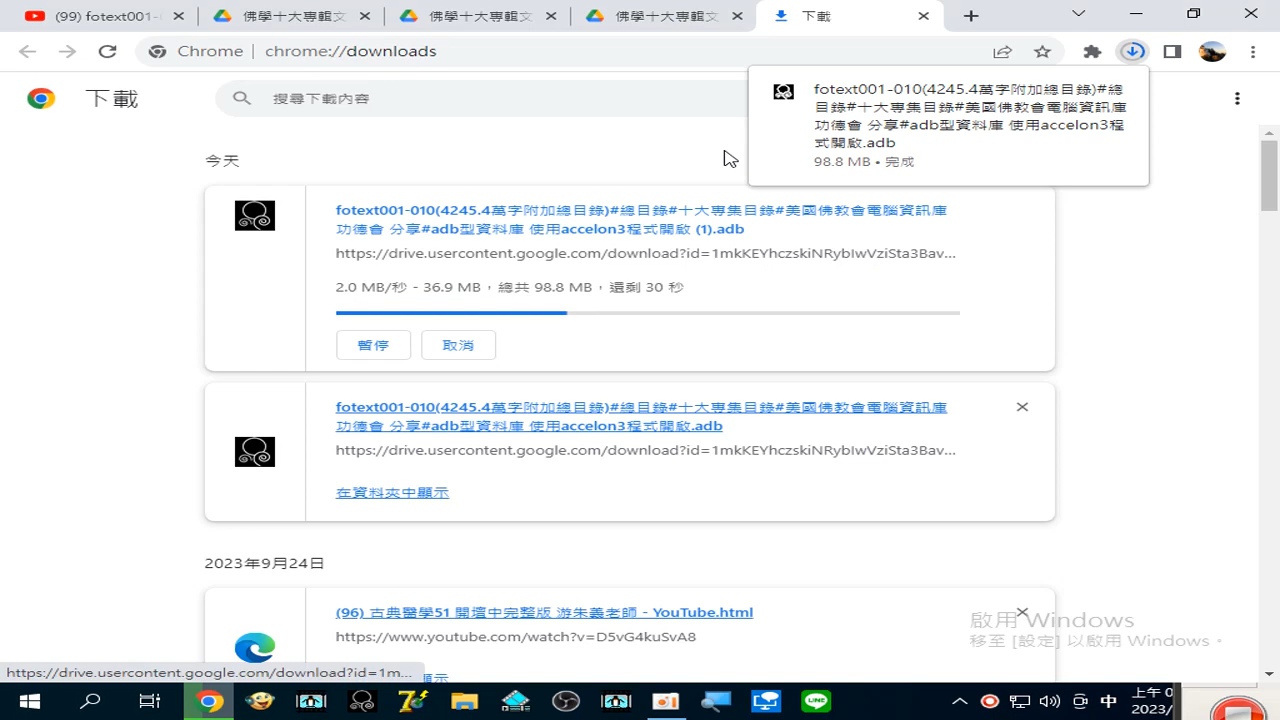 (99) fotext001-
佛學十大專輯文
佛學十大專輯文
佛學十大專輯文
下載
Chrome
chrome://downloads
下載
搜尋下載內容
fotext001-010(4245.4萬字附加總目錄)#總
目錄#十大專集目錄#美國佛教會電腦資訊庫
功德會 分享#adb型資料庫 使用accelon3程
式開啟.adb
98.8 MB • 完成
今天
fotext001-010(4245.4萬字附加總目錄)#總目錄#十大專集目錄#美國佛教會電腦資訊庫
功德會 分享#adb型資料庫 使用accelon3程式開啟 (1).adb
https://drive.usercontent.google.com/download?id=1mkKEYhczskiNRybIwVziSta3Bav...
2.0 MB/秒 - 36.9 MB，總共 98.8 MB，還剩 30 秒
暫停
取消
fotext001-010(4245.4萬字附加總目錄)#總目錄#十大專集目錄#美國佛教會電腦資訊庫
功德會 分享#adb型資料庫 使用accelon3程式開啟.adb
https://drive.usercontent.google.com/download?id=1mkKEYhczskiNRybIwVziSta3Bav...
在資料夾中顯示
2023年9月24日
(96) 古典醫學51 開壇中完整版 游朱義老師 - YouTube.html
https://www.youtube.com/watch?v=D5vG4kuSvA8
啟用 Windows
移至 [設定] 以啟用 Windows。
https://drive.usercontent.google.com/download?id=1m...
顯示
中
上午 0
2023/